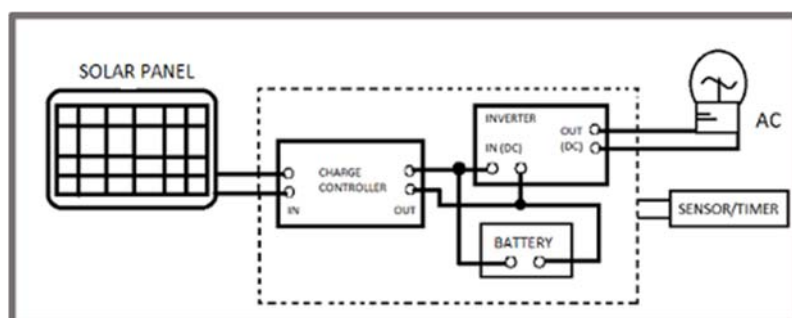 SOLAR PANEL
CHARGE
CONTROLLER
IN
OUT
INVERTER
IN (DC)
OUT
(DC)
BATTERY
AC
SENSOR/TIMER